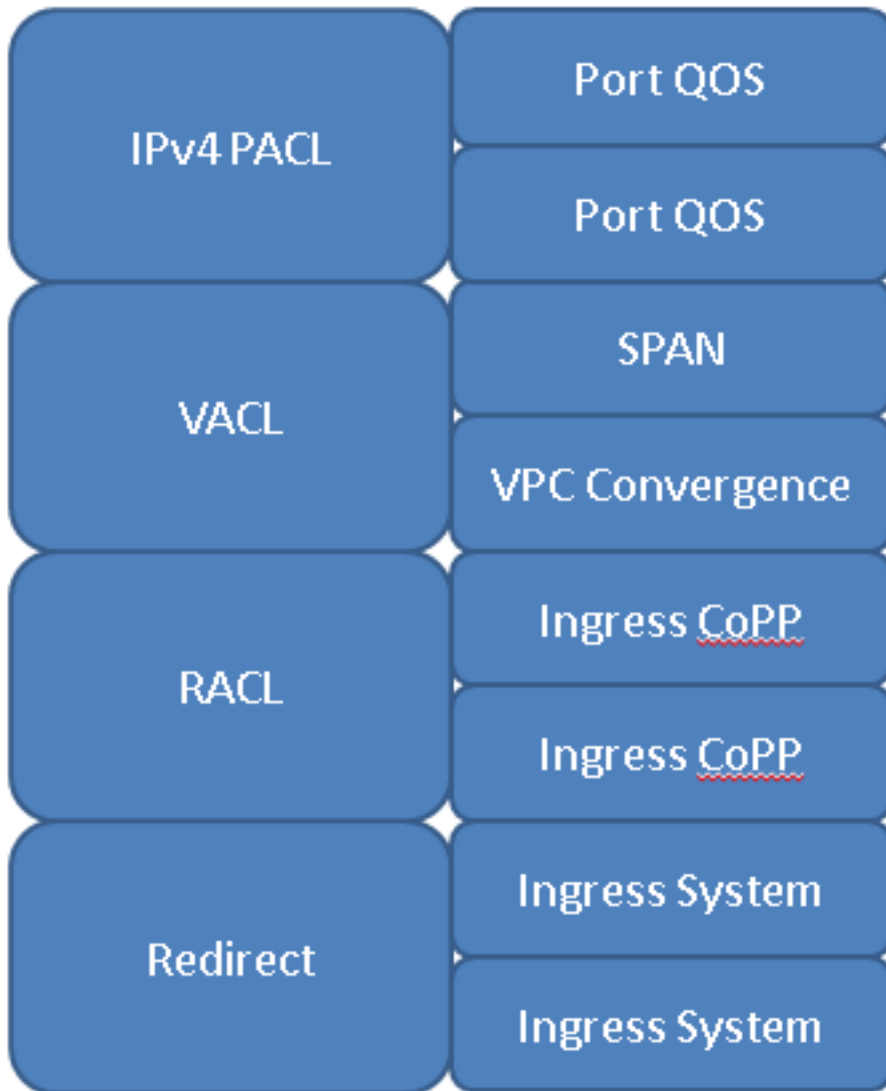 IPv4 PACL
Port QOS
Port QOS
VACL
SPAN
VPC Convergence
RACL
Ingress CoPP
Ingress CoPP
Redirect
Ingress System
Ingress System